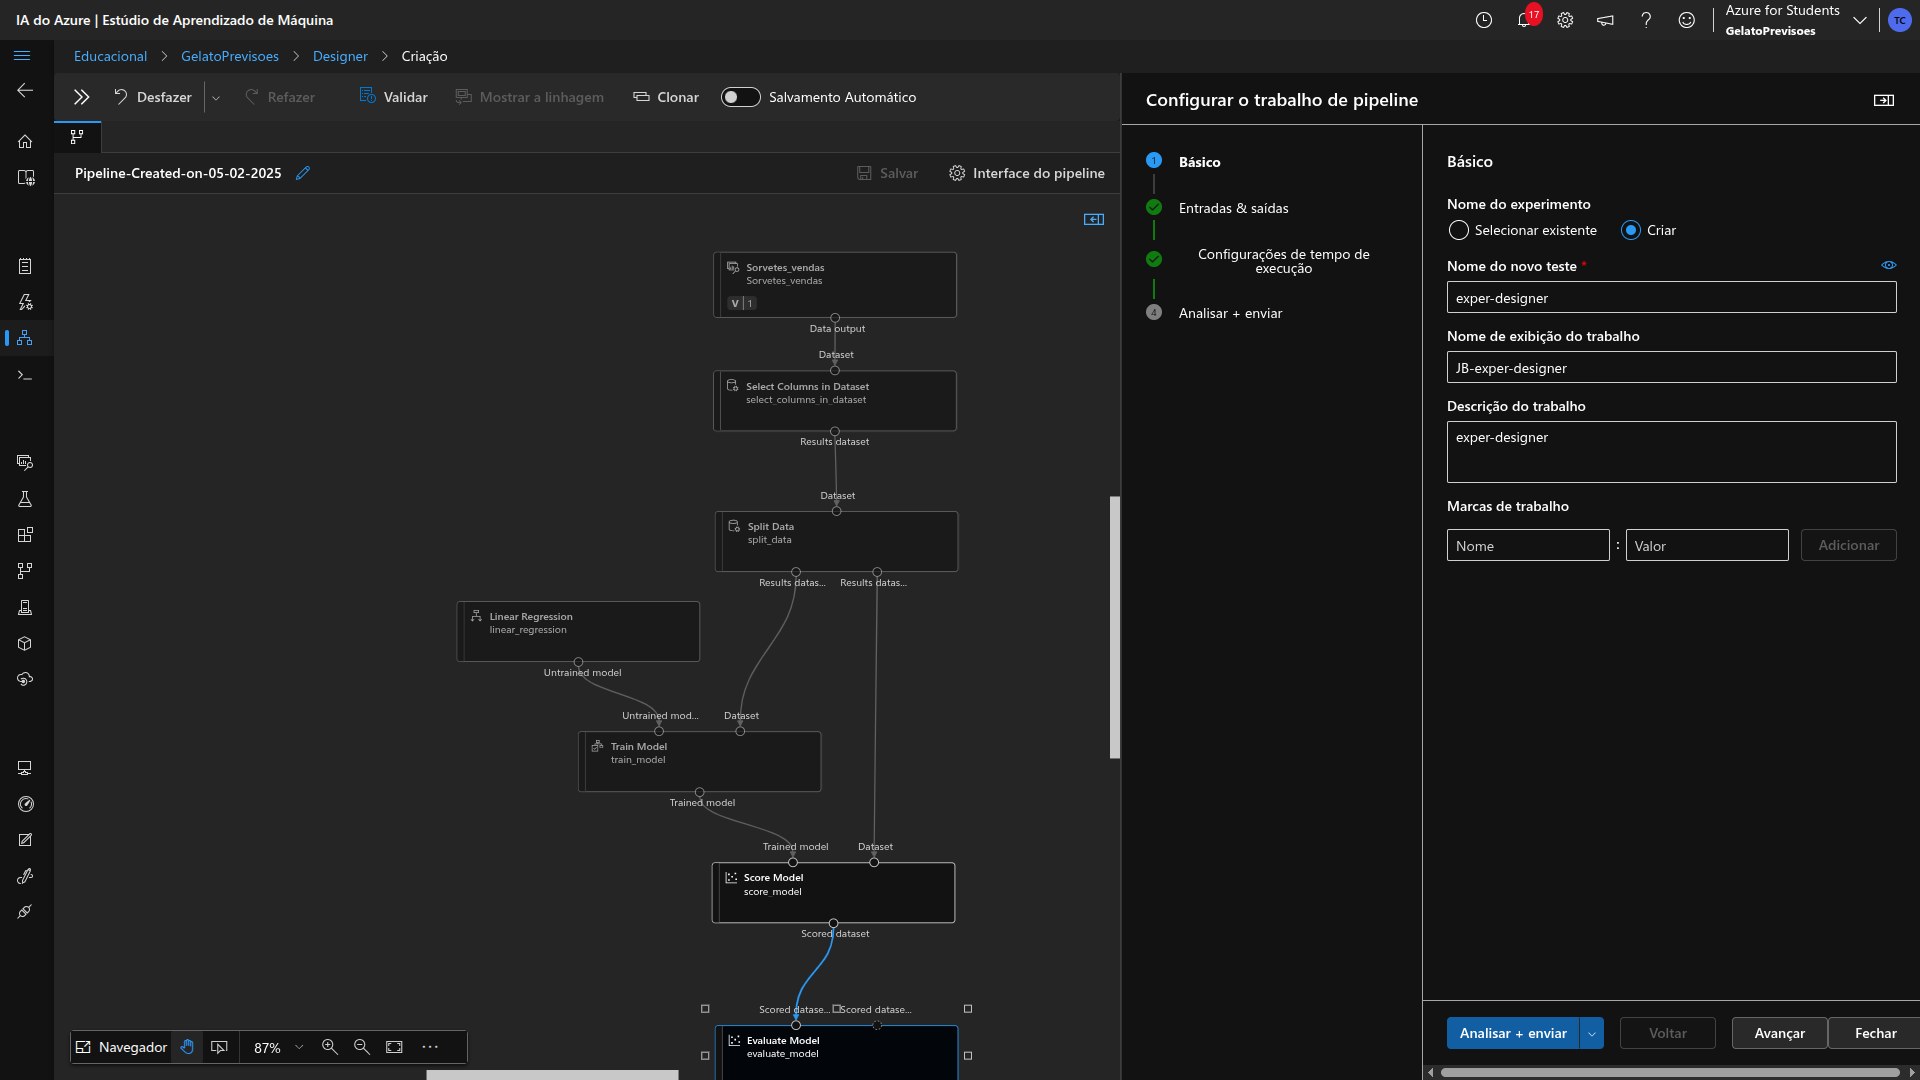 IA do Azure | Estúdio de Aprendizado de Máquina
17
Azure for Students
GelatoPrevisoes
TC
Educacional > GelatoPrevisoes > Designer > Criação
Desfazer
Refazer
Validar
Mostrar a linhagem
Clonar
Salvamento Automático
Pipeline-Created-on-05-02-2025
Salvar
Interface do pipeline
Sorvetes_vendas
Sorvetes_vendas
V | 1
Data output
Dataset
Select Columns in Dataset
select_columns_in_dataset
Results dataset
Dataset
Split Data
split_data
Results datas...
Results datas...
Linear Regression
linear_regression
Untrained model
Untrained mod...
Dataset
Train Model
train_model
Trained model
Trained model
Dataset
Score Model
score_model
Scored dataset
Scored datase...
Scored datase...
Evaluate Model
evaluate_model
Navegador
87%
Configurar o trabalho de pipeline
1 Básico
Entradas & saídas
Configurações de tempo de
execução
4 Analisar + enviar
Básico
Nome do experimento
Selecionar existente
Criar
Nome do novo teste *
exper-designer
Nome de exibição do trabalho
JB-exper-designer
Descrição do trabalho
exper-designer
Marcas de trabalho
Nome : Valor
Adicionar
Analisar + enviar
Voltar
Avançar
Fechar